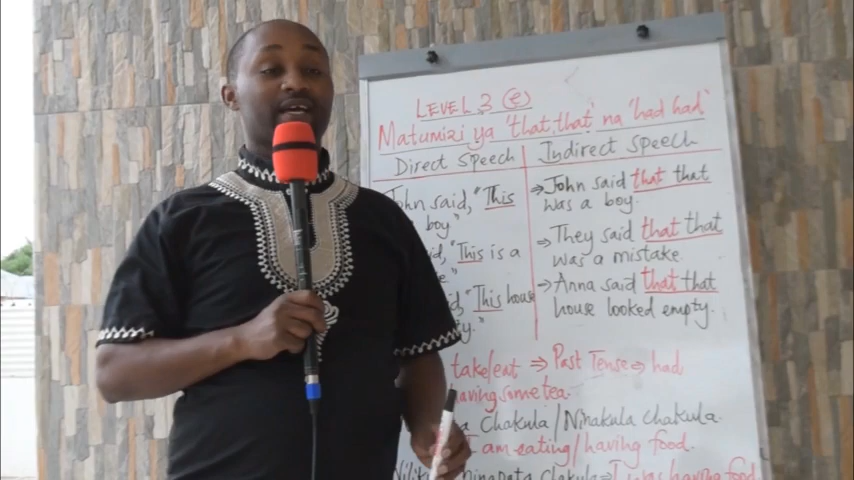 LEVEL 3 (e)
Matumizi ya 'that, that' na 'had had'
Direct Speech
Indirect Speech
John said, "This
boy"
"This is a
"This house
⇒ John said that that
was a boy.
⇒ They said that that
was a mistake
→ Anna said that that
house looked empty.
take/eat ⇒ Past Tense ⇒ had
having some tea.
Chakula / Ninakula chakula.
I am eating/having food.
chakula ⇒ I was having food